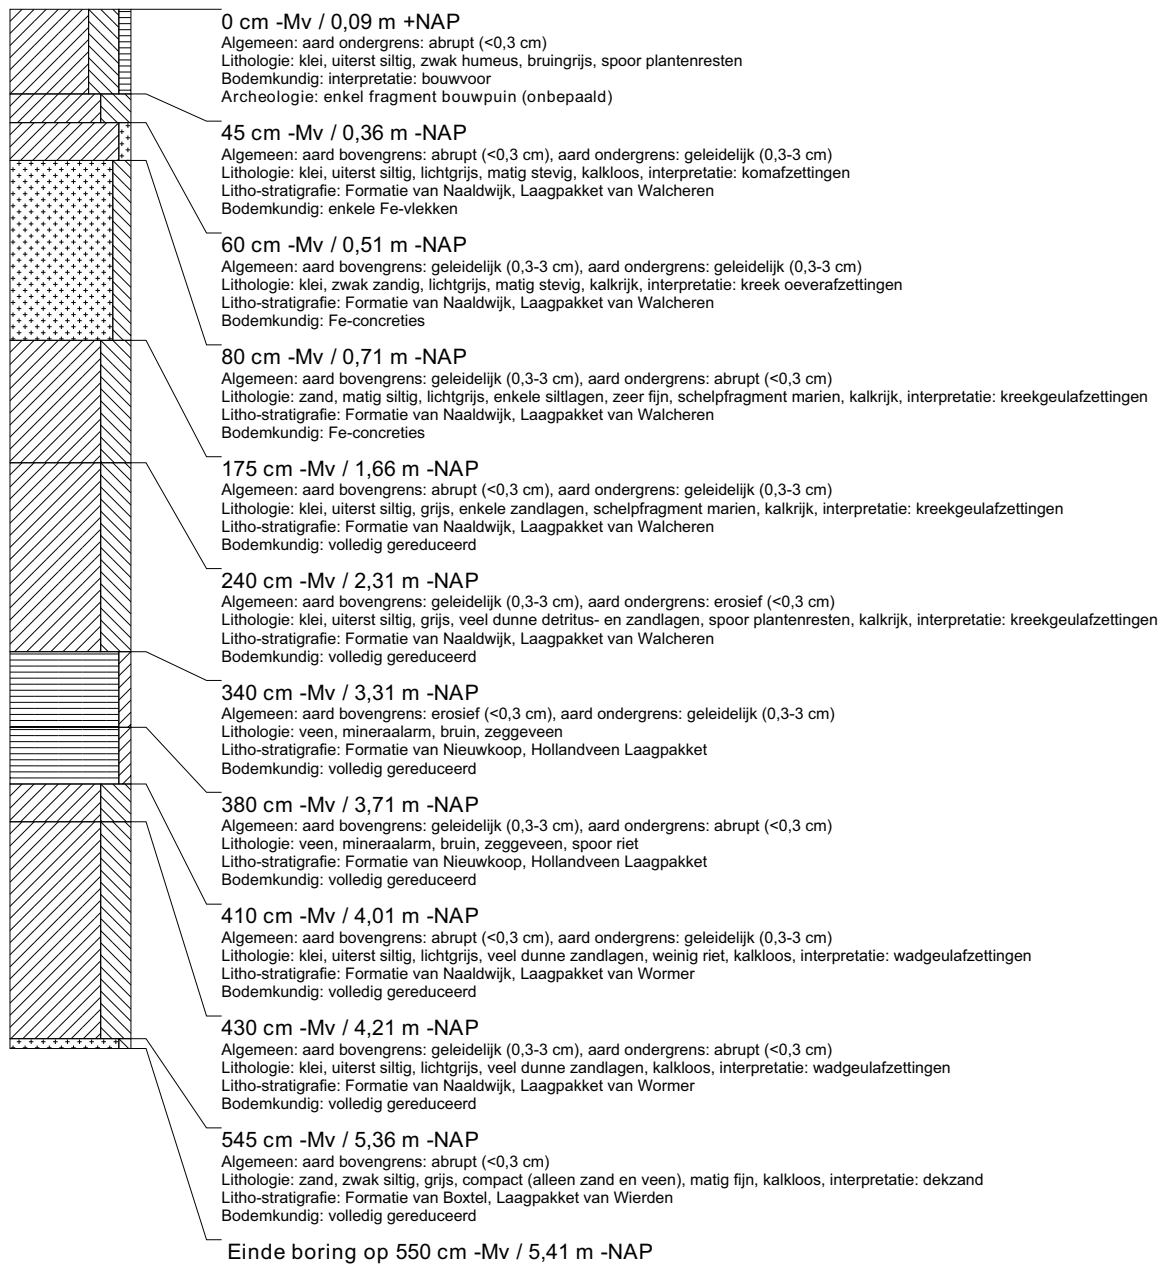 0 cm -Mv / 0,09 m +NAP
Algemeen: aard ondergrens: abrupt (<0,3 cm)
Lithologie: klei, uiterst siltig, zwak humeus, bruingrijs, spoor plantenresten
Bodemkundig: interpretatie: bouwvoor
Archeologie: enkel fragment bouwpuin (onbepaald)
45 cm -Mv / 0,36 m -NAP
Algemeen: aard bovengrens: abrupt (<0,3 cm), aard ondergrens: geleidelijk (0,3-3 cm)
Lithologie: klei, uiterst siltig, lichtgrijs, matig stevig, kalkloos, interpretatie: komafzettingen
Litho-stratigrafie: Formatie van Naaldwijk, Laagpakket van Walcheren
Bodemkundig: enkele Fe-vlekken
60 cm -Mv / 0,51 m -NAP
Algemeen: aard bovengrens: geleidelijk (0,3-3 cm), aard ondergrens: geleidelijk (0,3-3 cm)
Lithologie: klei, zwak zandig, lichtgrijs, matig stevig, kalkrijk, interpretatie: kreek oeverafzettingen
Litho-stratigrafie: Formatie van Naaldwijk, Laagpakket van Walcheren
Bodemkundig: Fe-concreties
80 cm -Mv / 0,71 m -NAP
Algemeen: aard bovengrens: geleidelijk (0,3-3 cm), aard ondergrens: abrupt (<0,3 cm)
Lithologie: zand, matig siltig, lichtgrijs, enkele siltlagen, zeer fijn, schelpfragment marien, kalkrijk, interpretatie: kreekgeulafzettingen
Litho-stratigrafie: Formatie van Naaldwijk, Laagpakket van Walcheren
Bodemkundig: Fe-concreties
175 cm -Mv / 1,66 m -NAP
Algemeen: aard bovengrens: abrupt (<0,3 cm), aard ondergrens: geleidelijk (0,3-3 cm)
Lithologie: klei, uiterst siltig, grijs, enkele zandlagen, schelpfragment marien, kalkrijk, interpretatie: kreekgeulafzettingen
Litho-stratigrafie: Formatie van Naaldwijk, Laagpakket van Walcheren
Bodemkundig: volledig gereduceerd
240 cm -Mv / 2,31 m -NAP
Algemeen: aard bovengrens: geleidelijk (0,3-3 cm), aard ondergrens: erosief (<0,3 cm)
Lithologie: klei, uiterst siltig, grijs, veel dunne detritus- en zandlagen, spoor plantenresten, kalkrijk, interpretatie: kreekgeulafzettingen
Litho-stratigrafie: Formatie van Naaldwijk, Laagpakket van Walcheren
Bodemkundig: volledig gereduceerd
340 cm -Mv / 3,31 m -NAP
Algemeen: aard bovengrens: erosief (<0,3 cm), aard ondergrens: geleidelijk (0,3-3 cm)
Lithologie: veen, mineraalarm, bruin, zeggeveen
Litho-stratigrafie: Formatie van Nieuwkoop, Hollandveen Laagpakket
Bodemkundig: volledig gereduceerd
380 cm -Mv / 3,71 m -NAP
Algemeen: aard bovengrens: geleidelijk (0,3-3 cm), aard ondergrens: abrupt (<0,3 cm)
Lithologie: veen, mineraalarm, bruin, zeggeveen, spoor riet
Litho-stratigrafie: Formatie van Nieuwkoop, Hollandveen Laagpakket
Bodemkundig: volledig gereduceerd
410 cm -Mv / 4,01 m -NAP
Algemeen: aard bovengrens: abrupt (<0,3 cm), aard ondergrens: geleidelijk (0,3-3 cm)
Lithologie: klei, uiterst siltig, lichtgrijs, veel dunne zandlagen, weinig riet, kalkloos, interpretatie: wadgeulafzettingen
Litho-stratigrafie: Formatie van Naaldwijk, Laagpakket van Wormer
Bodemkundig: volledig gereduceerd
430 cm -Mv / 4,21 m -NAP
Algemeen: aard bovengrens: geleidelijk (0,3-3 cm), aard ondergrens: abrupt (<0,3 cm)
Lithologie: klei, uiterst siltig, lichtgrijs, veel dunne zandlagen, kalkloos, interpretatie: wadgeulafzettingen
Litho-stratigrafie: Formatie van Naaldwijk, Laagpakket van Wormer
Bodemkundig: volledig gereduceerd
545 cm -Mv / 5,36 m -NAP
Algemeen: aard bovengrens: abrupt (<0,3 cm)
Lithologie: zand, zwak siltig, grijs, compact (alleen zand en veen), matig fijn, kalkloos, interpretatie: dekzand
Litho-stratigrafie: Formatie van Boxtel, Laagpakket van Wierden
Bodemkundig: volledig gereduceerd
Einde boring op 550 cm -Mv / 5,41 m -NAP